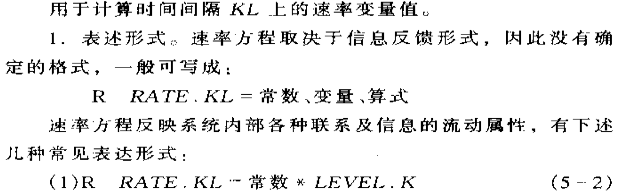 用于计算时间间隔 KL 上的速率变量值。
1．表述形式。速率方程取决于信息反馈形式，因此没有确
定的格式，一般可写成：
R RATE.KL＝常数、变量、算式
速率方程反映系统内部各种联系及信息的流动属性，有下述
几种常见表达形式：
(1)R RATE.KL＝常数＊LEVEL.K (5－2)